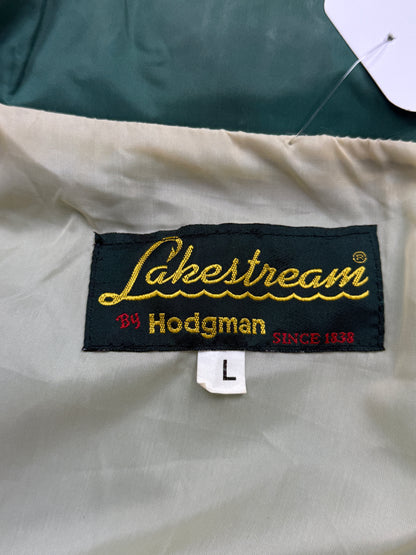 Lakestream®
By Hodgman
SINCE 1838
L